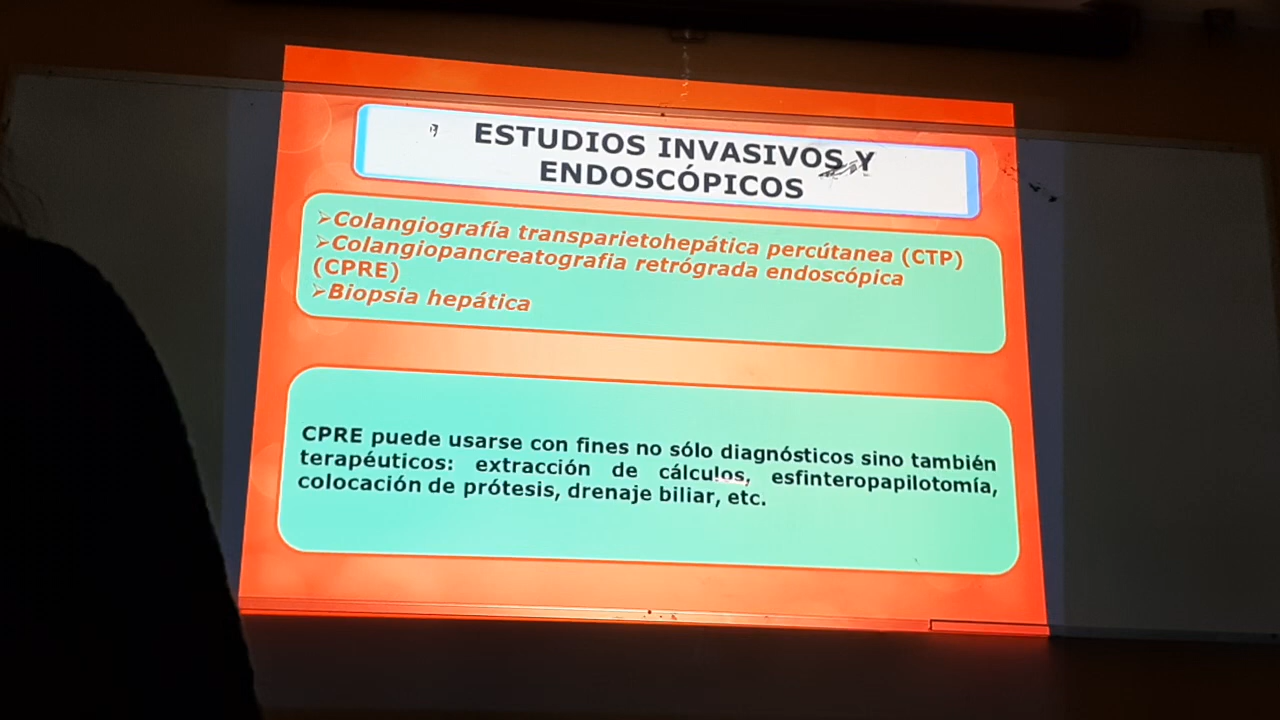 ESTUDIOS INVASIVOS Y
ENDOSCÓPICOS
➢Colangiografía transparietohepática percútanea (CTP)
➢Colangiopancreatografia retrógrada endoscópica
(CPRE)
➢Biopsia hepática
CPRE puede usarse con fines no sólo diagnósticos sino también
terapéuticos: extracción de cálculos, esfinteropapilotomía,
colocación de prótesis, drenaje biliar, etc.